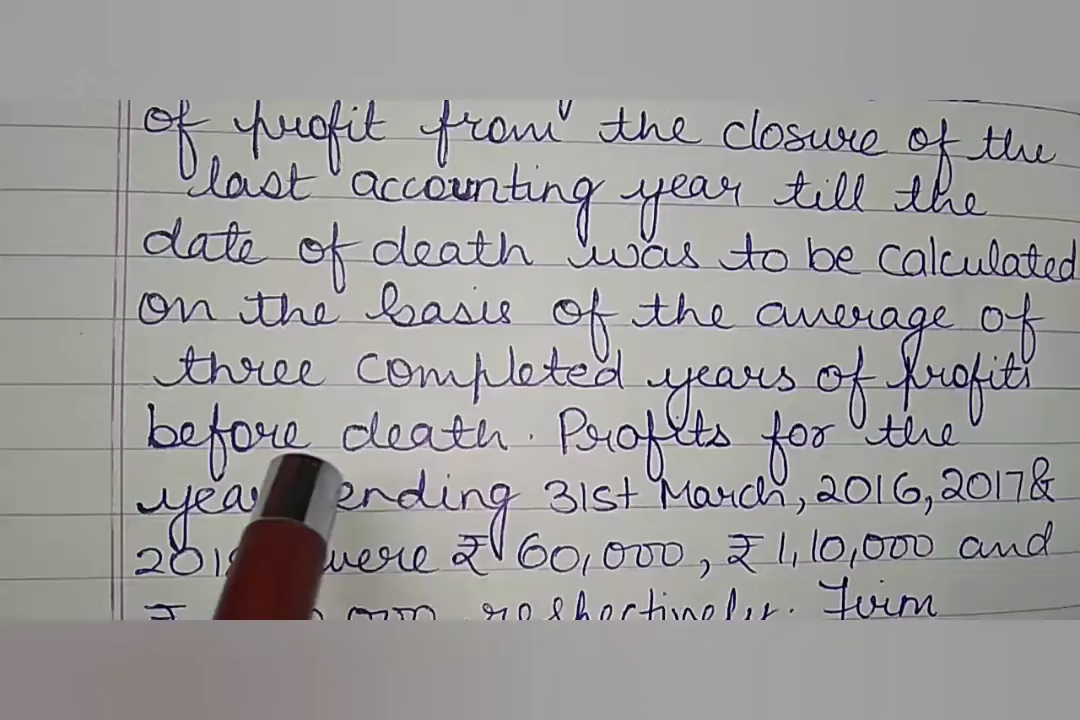 of profit from the closure of the
last accounting year till the
date of death was to be calculated
on the basis of the average of
three completed years of profits
before death. Profits for the
ending 31st March, 2016, 2017 &
were ₹ 60,000, ₹ 1,10,000 and
respectively. Firm